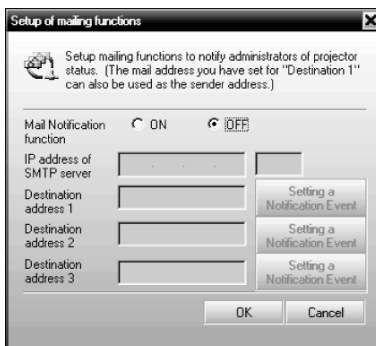 Setup of mailing functions
Setup mailing functions to notify administrators of projector
status. (The mail address you have set for "Destination 1"
can also be used as the sender address.)
Mail Notification
function
ON
OFF
IP address of
SMTP server
Destination
address 1
Setting a
Notification Event
Destination
address 2
Setting a
Notification Event
Destination
address 3
Setting a
Notification Event
OK
Cancel